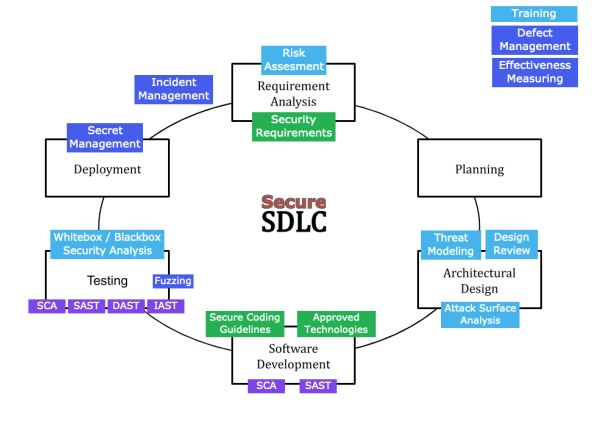 Training
Defect
Management
Effectiveness
Measuring
Risk
Assesment
Requirement
Analysis
Security
Requirements
Incident
Management
Secret
Management
Deployment
Planning
Secure
SDLC
Whitebox / Blackbox
Security Analysis
Testing
Fuzzing
SCA SAST DAST IAST
Threat
Modeling
Design
Review
Architectural
Design
Attack Surface
Analysis
Secure Coding
Guidelines
Approved
Technologies
Software
Development
SCA SAST